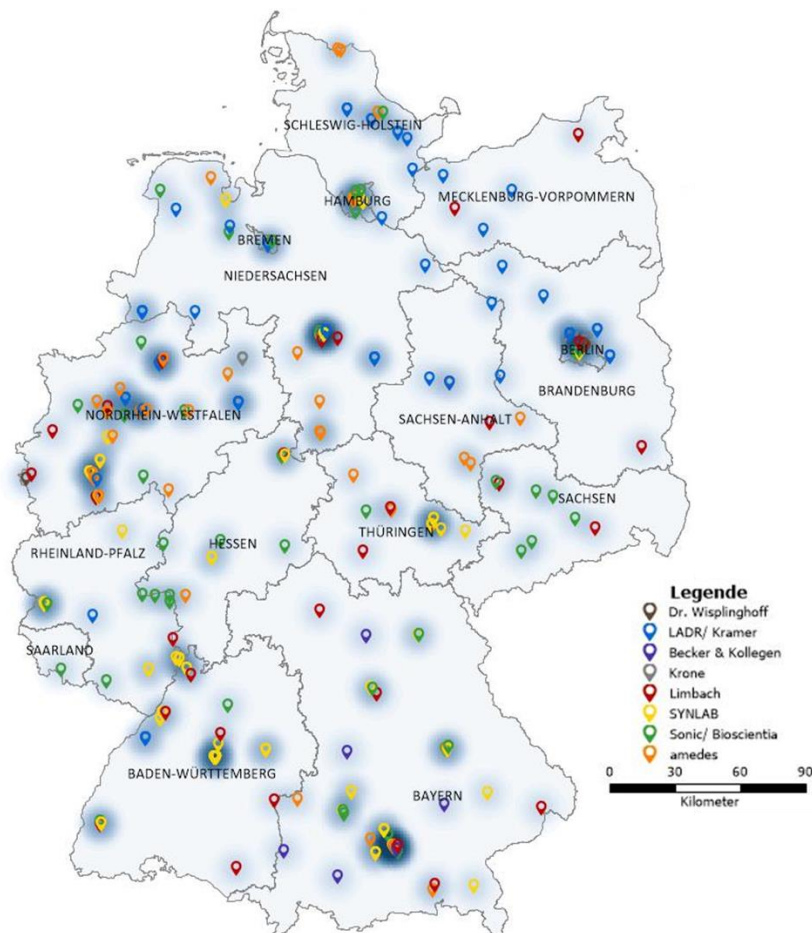 SCHLESWIG-HOLSTEIN
HAMBURG
MECKLENBURG-VORPOMMERN
BREMEN
NIEDERSACHSEN
BERLIN
BRANDENBURG
NORDRHEIN-WESTFALEN
SACHSEN-ANHALT
SACHSEN
THÜRINGEN
HESSEN
RHEINLAND-PFALZ
SAARLAND
BADEN-WÜRTTEMBERG
BAYERN
Legende
Dr. Wisplinghoff
LADR/ Kramer
Becker & Kollegen
Krone
Limbach
SYNLAB
Sonic/ Bioscientia
amedes
0 30 60 90
Kilometer